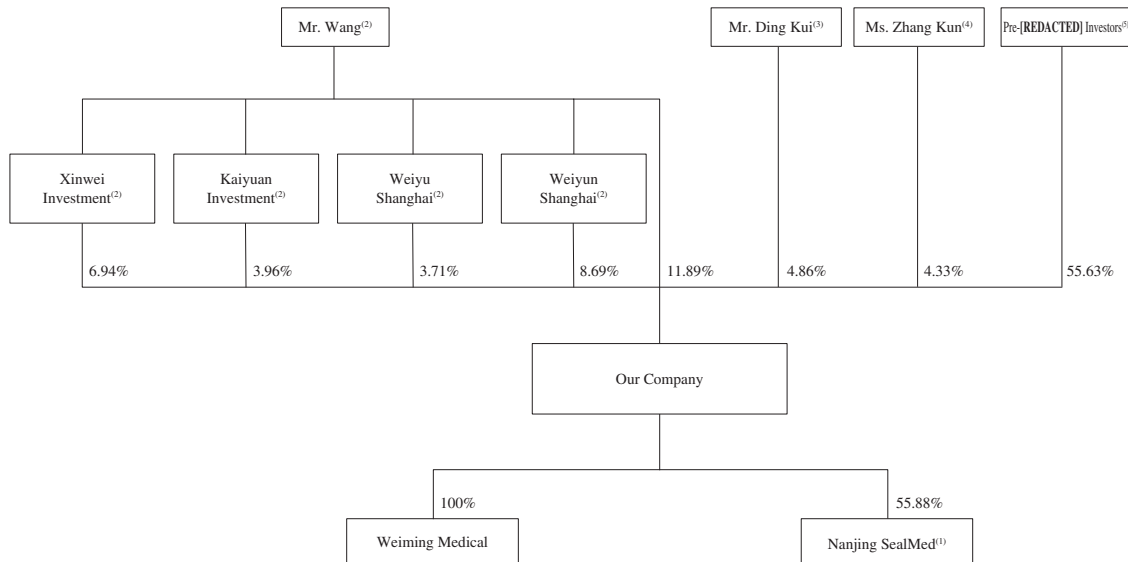 Mr. Wang(2)
Mr. Ding Kui(3)
Ms. Zhang Kun(4)
Pre-[REDACTED] Investors(5)
Xinwei
Investment(2)
Kaiyuan
Investment(2)
Weiyu
Shanghai(2)
Weiyun
Shanghai(2)
6.94%
3.96%
3.71%
8.69%
11.89%
4.86%
4.33%
55.63%
Our Company
100%
55.88%
Weiming Medical
Nanjing SealMed(1)